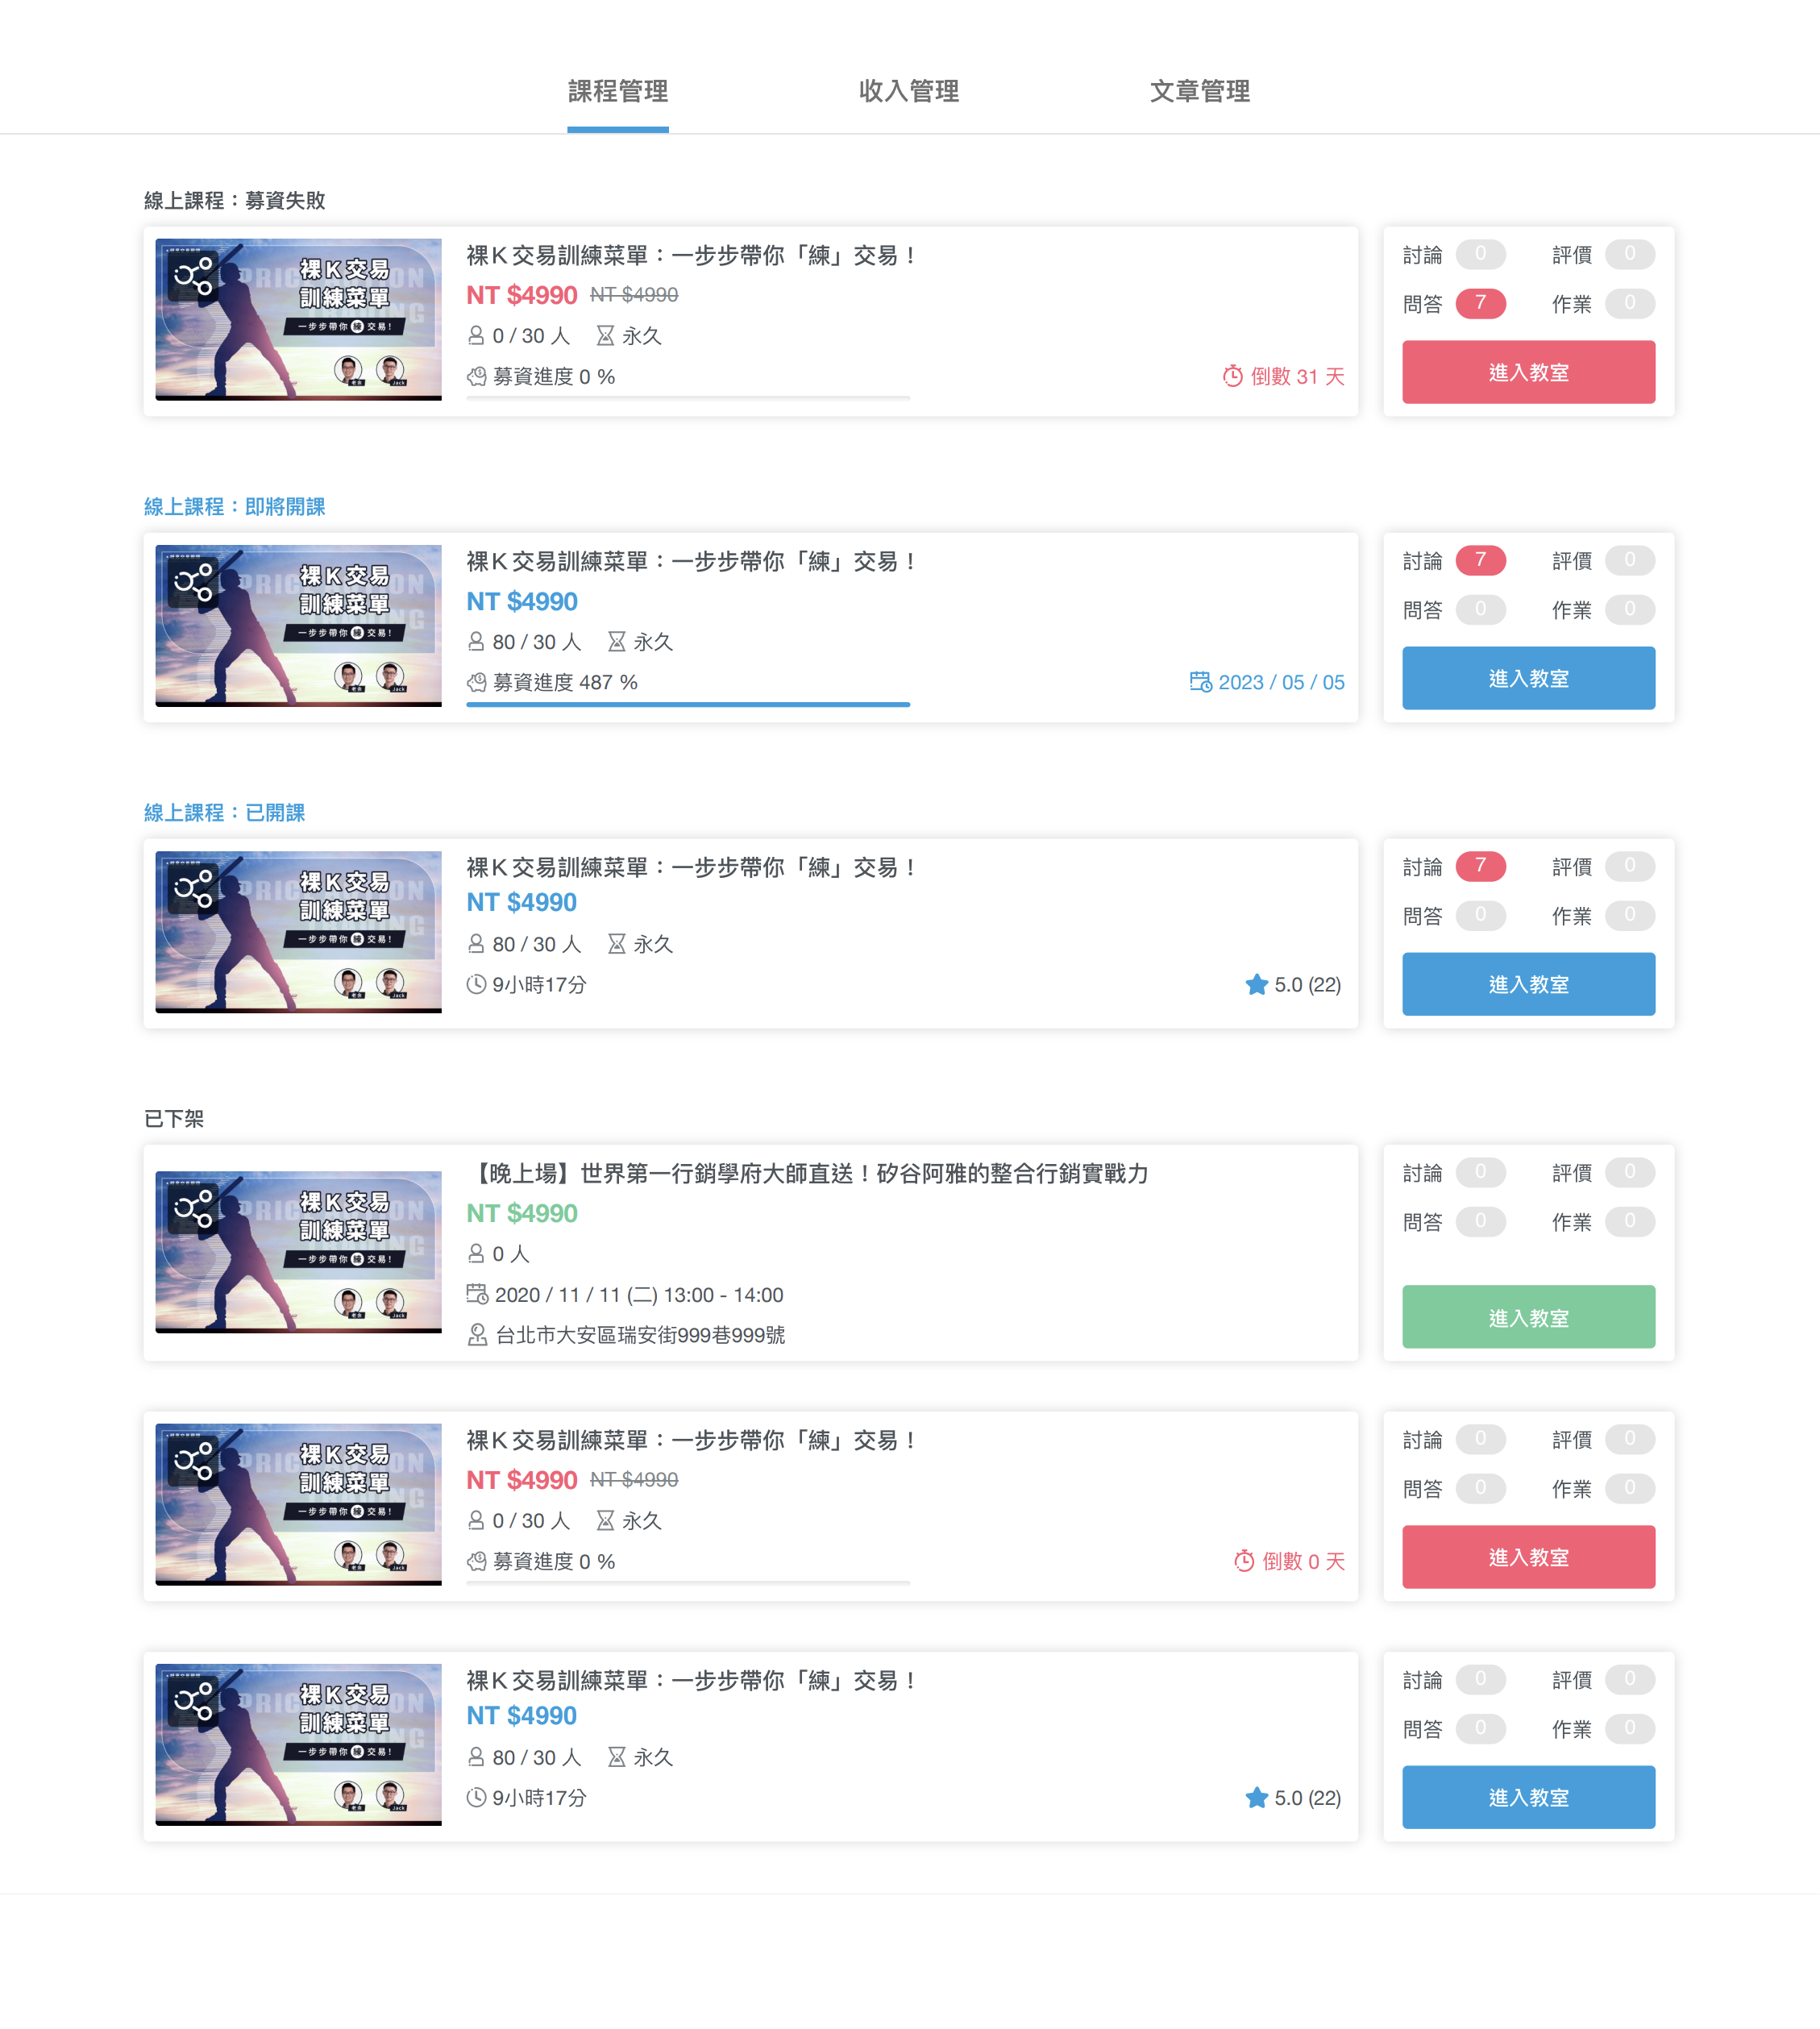 課程管理 收入管理 文章管理
線上課程：募資失敗
裸K交易
訓練菜單
一步步帶你 練 交易！
Jack
裸K交易訓練菜單：一步步帶你「練」交易！
NT $4990 NT $4990
0 / 30 人 永久
募資進度 0 % 倒數 31 天
討論 0 評價 0
問答 7 作業 0
進入教室
線上課程：即將開課
裸K交易
訓練菜單
一步步帶你 練 交易！
Jack
裸K交易訓練菜單：一步步帶你「練」交易！
NT $4990
80 / 30 人 永久
募資進度 487 % 2023 / 05 / 05
討論 7 評價 0
問答 0 作業 0
進入教室
線上課程：已開課
裸K交易
訓練菜單
一步步帶你 練 交易！
Jack
裸K交易訓練菜單：一步步帶你「練」交易！
NT $4990
80 / 30 人 永久
9小時17分 5.0 (22)
討論 7 評價 0
問答 0 作業 0
進入教室
已下架
裸K交易
訓練菜單
一步步帶你 練 交易！
Jack
【晚上場】世界第一行銷學府大師直送！矽谷阿雅的整合行銷實戰力
NT $4990
0 人
2020 / 11 / 11 (二) 13:00 - 14:00
台北市大安區瑞安街999巷999號
討論 0 評價 0
問答 0 作業 0
進入教室
裸K交易
訓練菜單
一步步帶你 練 交易！
Jack
裸K交易訓練菜單：一步步帶你「練」交易！
NT $4990 NT $4990
0 / 30 人 永久
募資進度 0 % 倒數 0 天
討論 0 評價 0
問答 0 作業 0
進入教室
裸K交易
訓練菜單
一步步帶你 練 交易！
Jack
裸K交易訓練菜單：一步步帶你「練」交易！
NT $4990
80 / 30 人 永久
9小時17分 5.0 (22)
討論 0 評價 0
問答 0 作業 0
進入教室